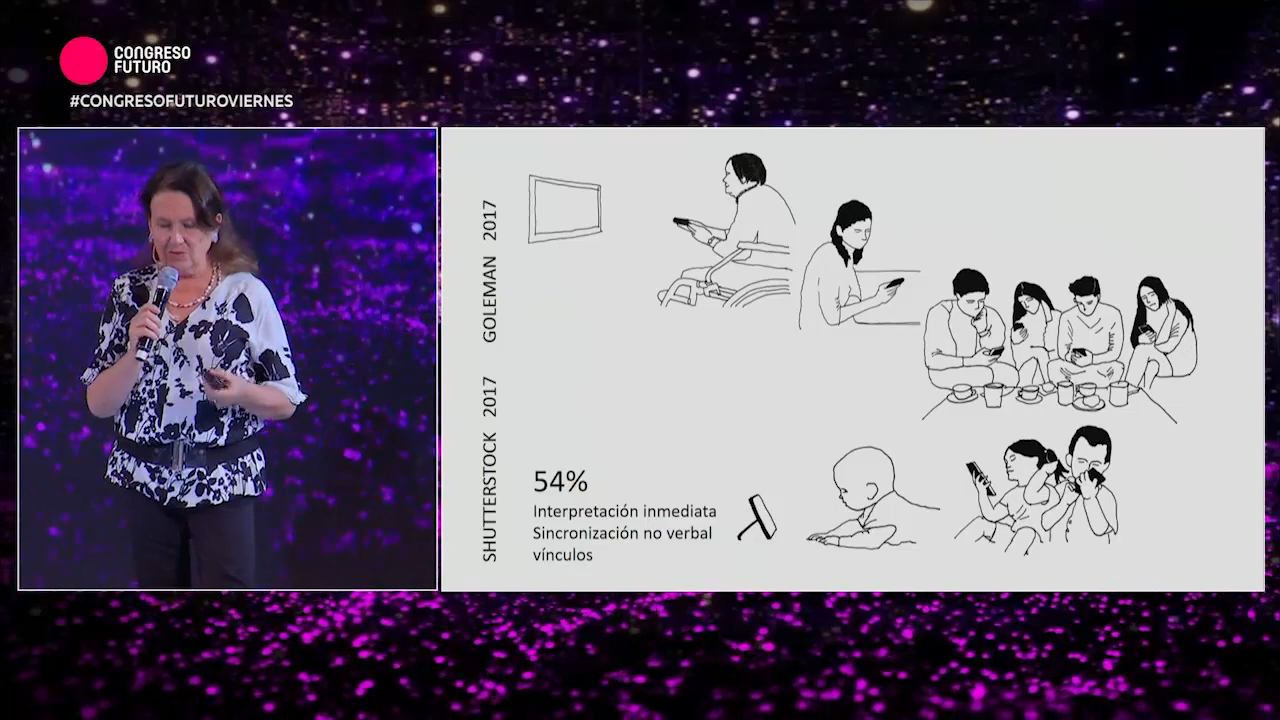 CONGRESO
FUTURO
#CONGRESOFUTUROVIERNES
SHUTTERSTOCK 2017 GOLEMAN 2017
54%
Interpretación inmediata
Sincronización no verbal
vínculos